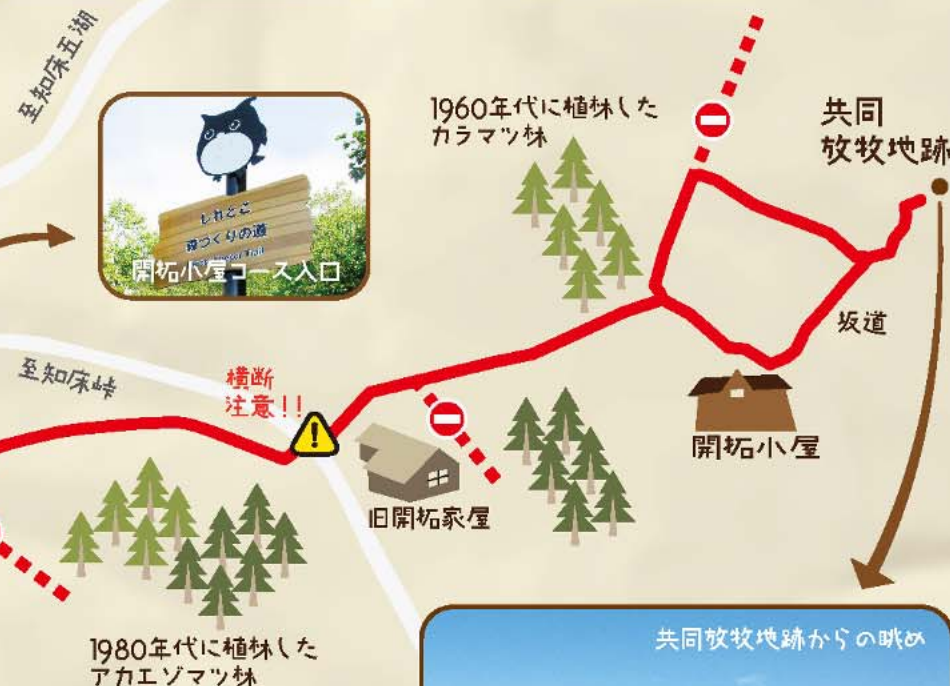 至知床五湖
しれとこ
森づくりの道
開拓小屋コース入口
1960年代に植林した
カラマツ林
共同
放牧地跡
坂道
至知床峠
横断
注意!!
開拓小屋
旧開拓家屋
1980年代に植林した
アカエゾマツ林
共同放牧地跡からの眺め